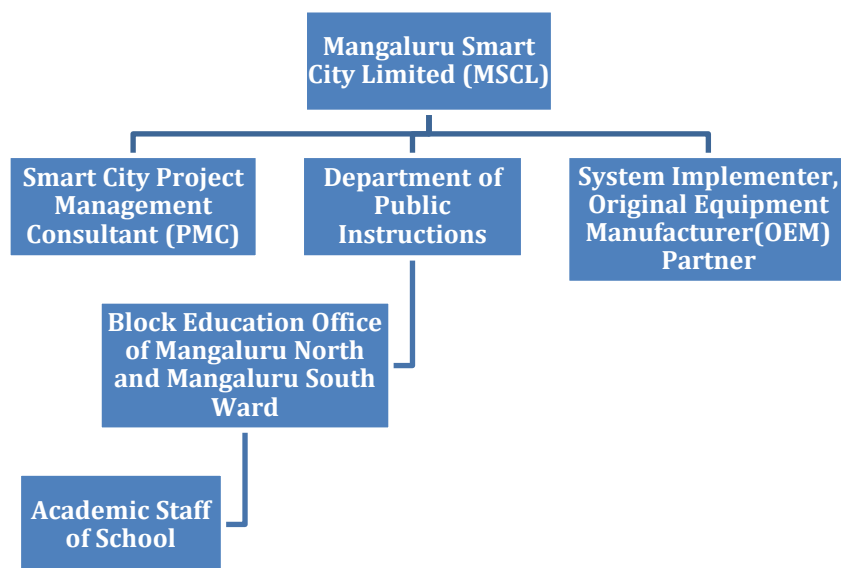 Mangaluru Smart
City Limited (MSCL)
Smart City Project
Management
Consultant (PMC)
Department of
Public
Instructions
System Implementer,
Original Equipment
Manufacturer(OEM)
Partner
Block Education Office
of Mangaluru North
and Mangaluru South
Ward
Academic Staff
of School